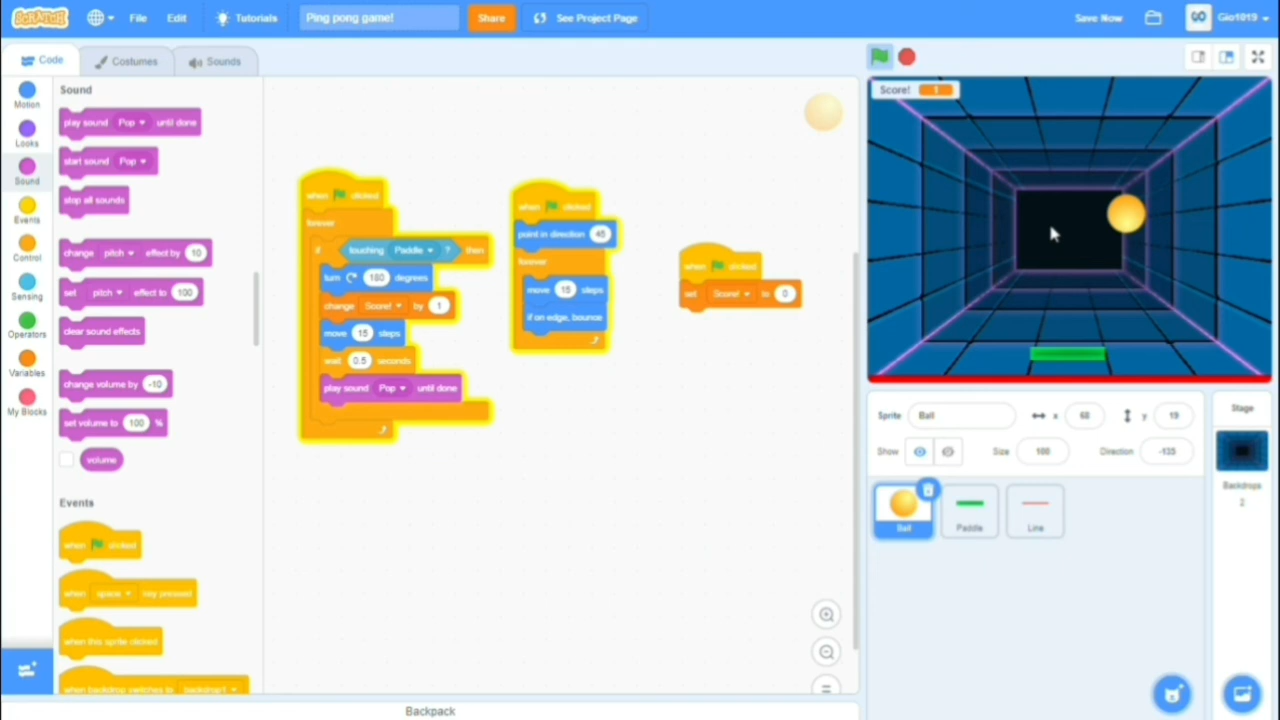 SCRATCH File Edit Tutorials Ping pong game! Share See Project Page Save Now Gio1019
Code Costumes Sounds
Motion
Looks
Sound
Events
Control
Sensing
Operators
Variables
My Blocks
Sound
play sound Pop until done
start sound Pop
stop all sounds
change pitch effect by 10
set pitch effect to 100
clear sound effects
change volume by -10
set volume to 100 %
volume
Events
when clicked
when space key pressed
when this sprite clicked
when backdrop switches to backdrop1
when clicked
forever
if touching Paddle ? then
turn 180 degrees
change Score! by 1
move 15 steps
wait 0.5 seconds
play sound Pop until done
when clicked
point in direction 45
forever
move 15 steps
if on edge, bounce
when clicked
set Score! to 0
Score! 1
Sprite Ball x 68 y 19
Show Size 100 Direction -135
Ball Paddle Line
Stage
Backdrops
2
Backpack